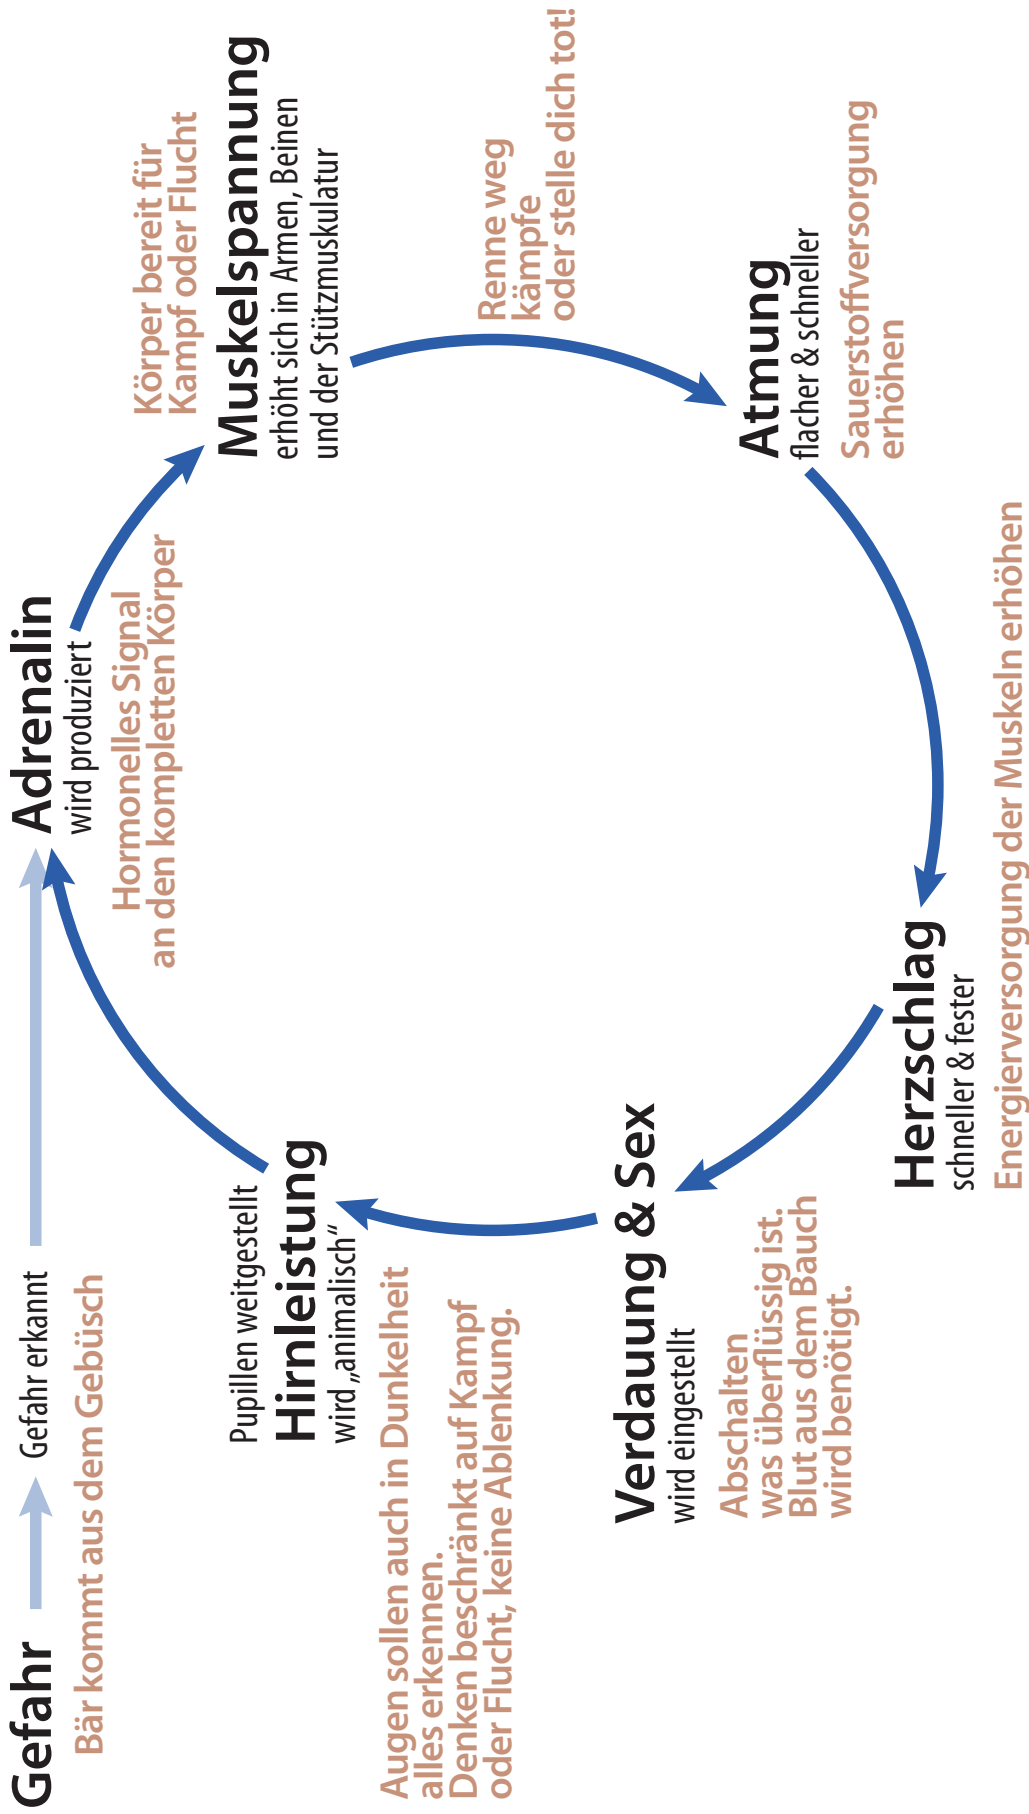 Gefahr
Gefahr erkannt
Bär kommt aus dem Gebüsch
Adrenalin
wird produziert
Hormonelles Signal
an den kompletten Körper
Körper bereit für
Kampf oder Flucht
Muskelspannung
erhöht sich in Armen, Beinen
und der Stützmuskulatur
Renne weg
kämpfe
oder stelle dich tot!
Atmung
flacher & schneller
Sauerstoffversorgung
erhöhen
Herzschlag
schneller & fester
Energierversorgung der Muskeln erhöhen
Verdauung & Sex
wird eingestellt
Abschalten
was überflüssig ist.
Blut aus dem Bauch
wird benötigt.
Pupillen weitgestellt
Hirnleistung
wird „animalisch“
Augen sollen auch in Dunkelheit
alles erkennen.
Denken beschränkt auf Kampf
oder Flucht, keine Ablenkung.